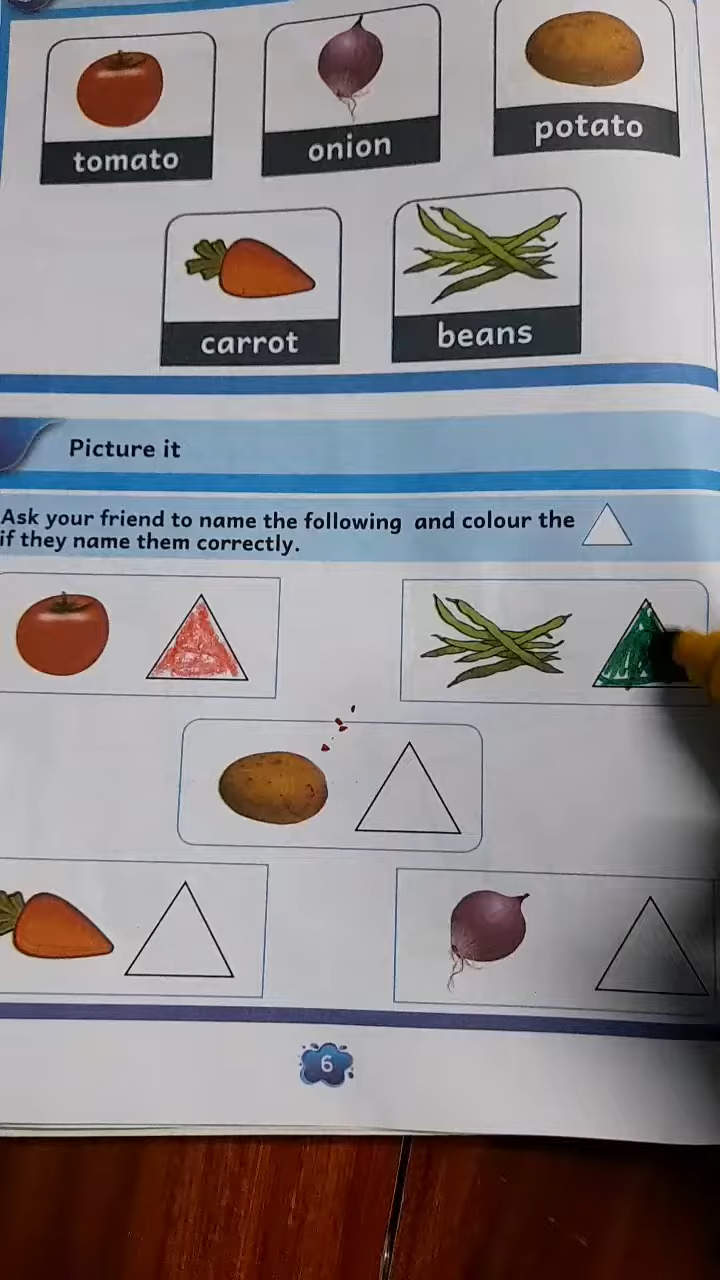 tomato
onion
potato
carrot
beans
Picture it
Ask your friend to name the following and colour the
if they name them correctly.
6